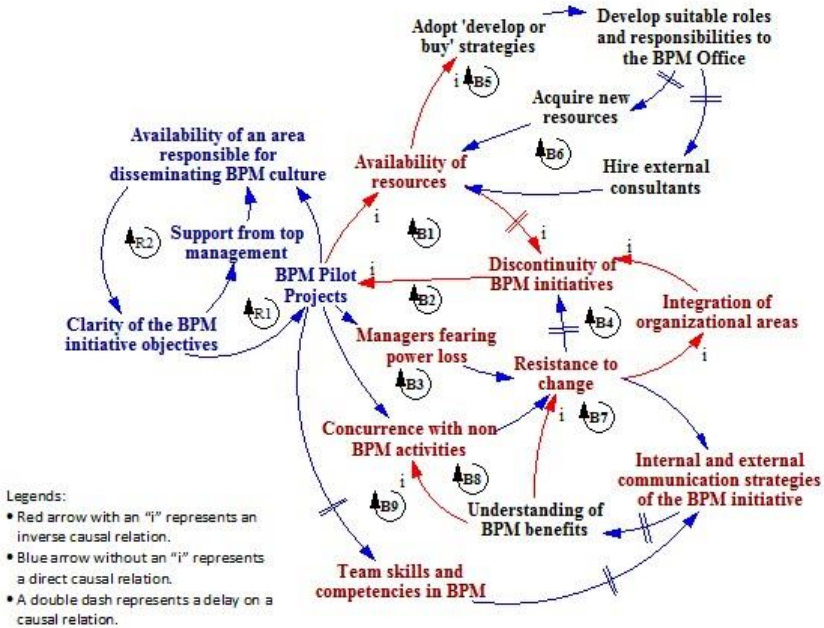 Adopt 'develop or
buy' strategies
Develop suitable roles
and responsibilities to
the BPM Office
i
B5
Acquire new
resources
B6
Hire external
consultants
Availability of an area
responsible for
disseminating BPM culture
Availability of
resources
R2
Support from top
management
i
B1
i
i
BPM Pilot
Projects
i
B2
Discontinuity of
BPM initiatives
Clarity of the BPM
initiative objectives
R1
B4
Integration of
organizational areas
Managers fearing
power loss
B3
Resistance to
change
i
i
B7
Concurrence with non
BPM activities
i
B8
B9
Understanding of
BPM benefits
Internal and external
communication strategies
of the BPM initiative
Team skills and
competencies in BPM
Legends:
• Red arrow with an “i” represents an
inverse causal relation.
• Blue arrow without an “i” represents
a direct causal relation.
• A double dash represents a delay on a
causal relation.